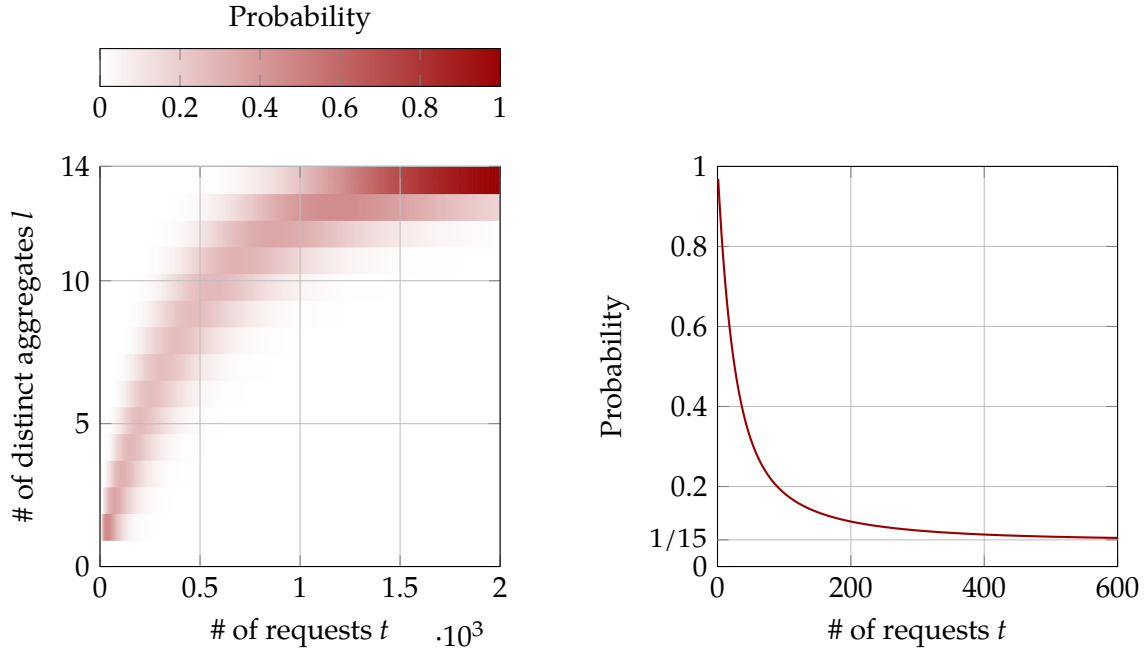 Probability
0 0.2 0.4 0.6 0.8 1
# of distinct aggregates l
14
10
5
0
0 0.5 1 1.5 2
# of requests t ·10³
Probability
1
0.8
0.6
0.4
0.2
1/15
0
0 200 400 600
# of requests t